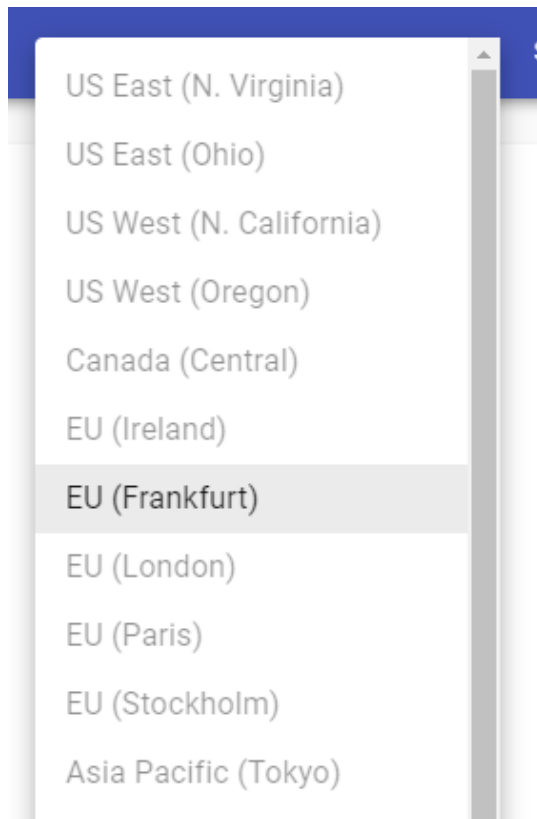 US East (N. Virginia)
US East (Ohio)
US West (N. California)
US West (Oregon)
Canada (Central)
EU (Ireland)
EU (Frankfurt)
EU (London)
EU (Paris)
EU (Stockholm)
Asia Pacific (Tokyo)